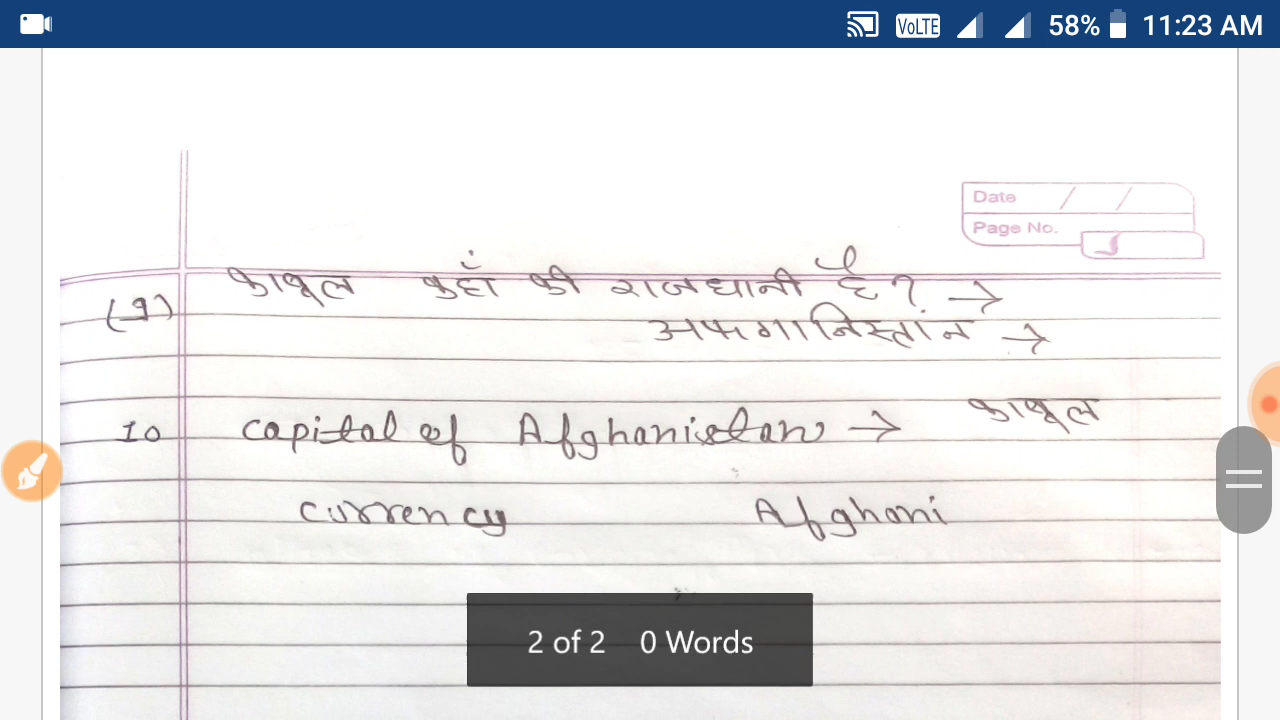 VoLTE 58% 11:23 AM
Date / /
Page No.
(9) काबूल कहाँ की राजधानी है? →
अफगानिस्तांन →
10 capital of Afghanistan → काबूल
currency Afghani
2 of 2 0 Words